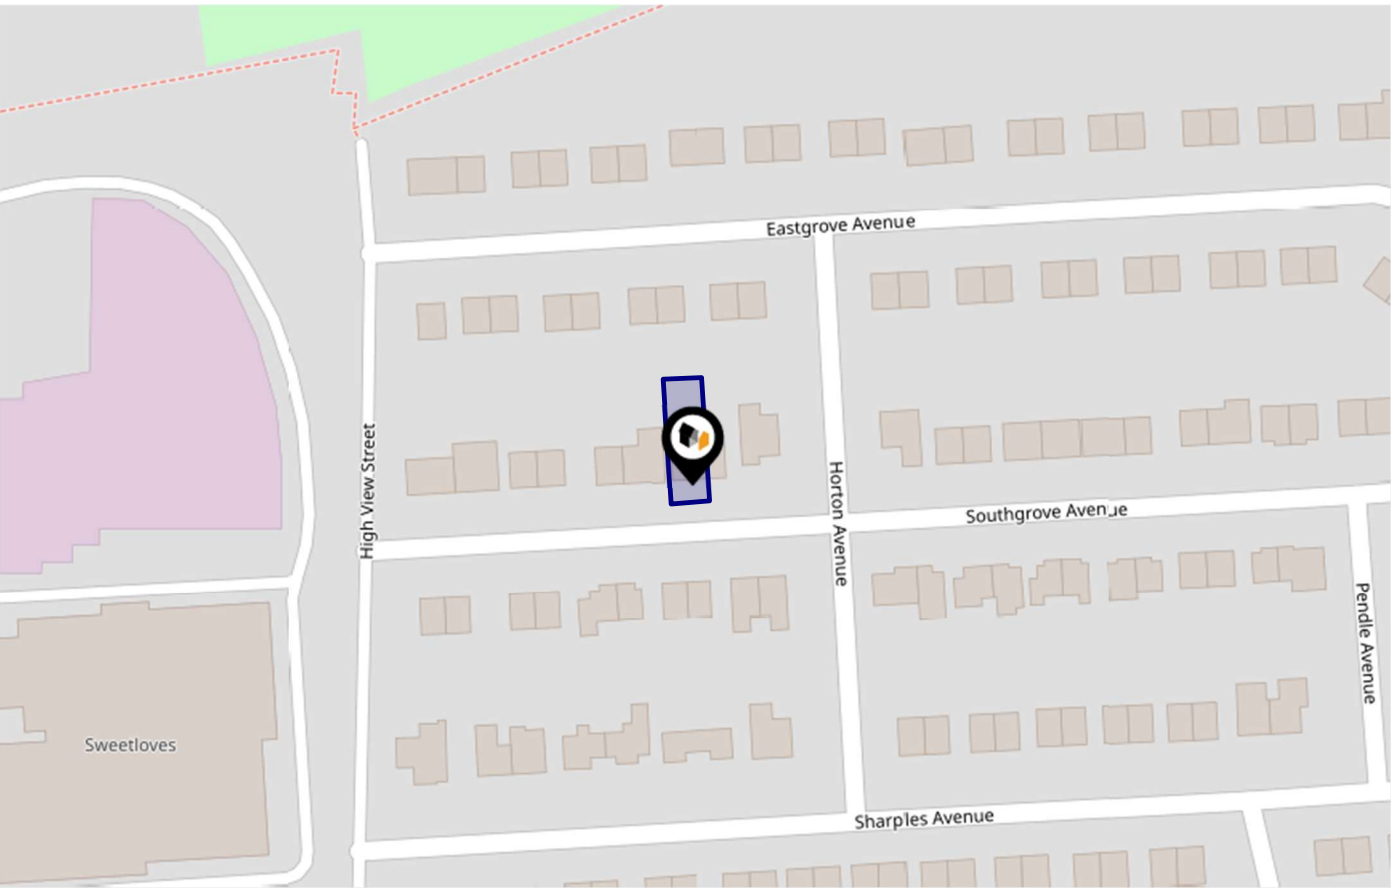 Eastgrove Avenue
High View Street
Horton Avenue
Southgrove Avenue
Pendle Avenue
Sweetloves
Sharples Avenue